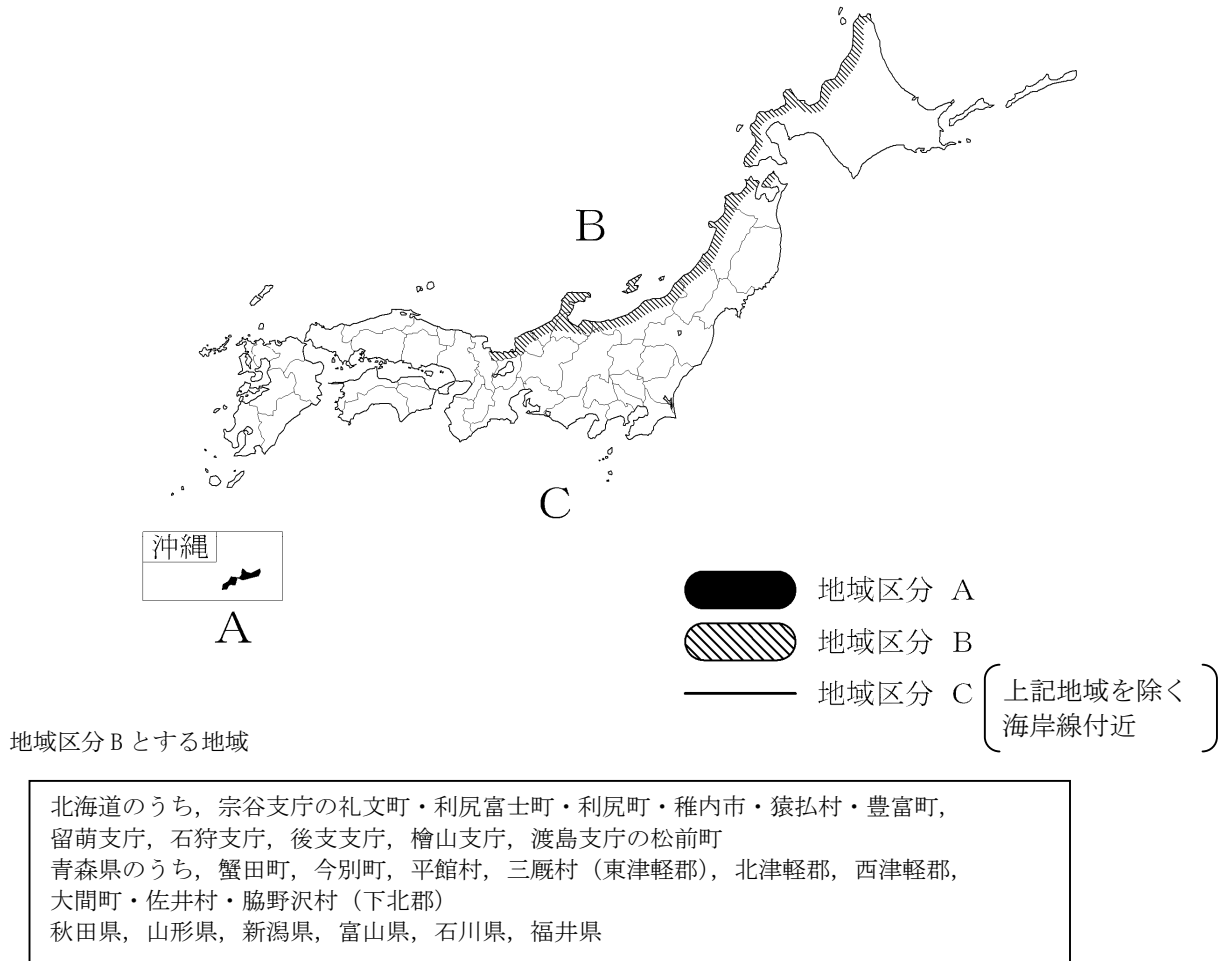 B
C
沖縄
A
地域区分 A
地域区分 B
地域区分 C
上記地域を除く
海岸線付近
地域区分 B とする地域
北海道のうち，宗谷支庁の礼文町・利尻富士町・利尻町・稚内市・猿払村・豊富町，
留萌支庁，石狩支庁，後支支庁，檜山支庁，渡島支庁の松前町
青森県のうち，蟹田町，今別町，平舘村，三厩村（東津軽郡），北津軽郡，西津軽郡，
大間町・佐井村・脇野沢村（下北郡）
秋田県，山形県，新潟県，富山県，石川県，福井県